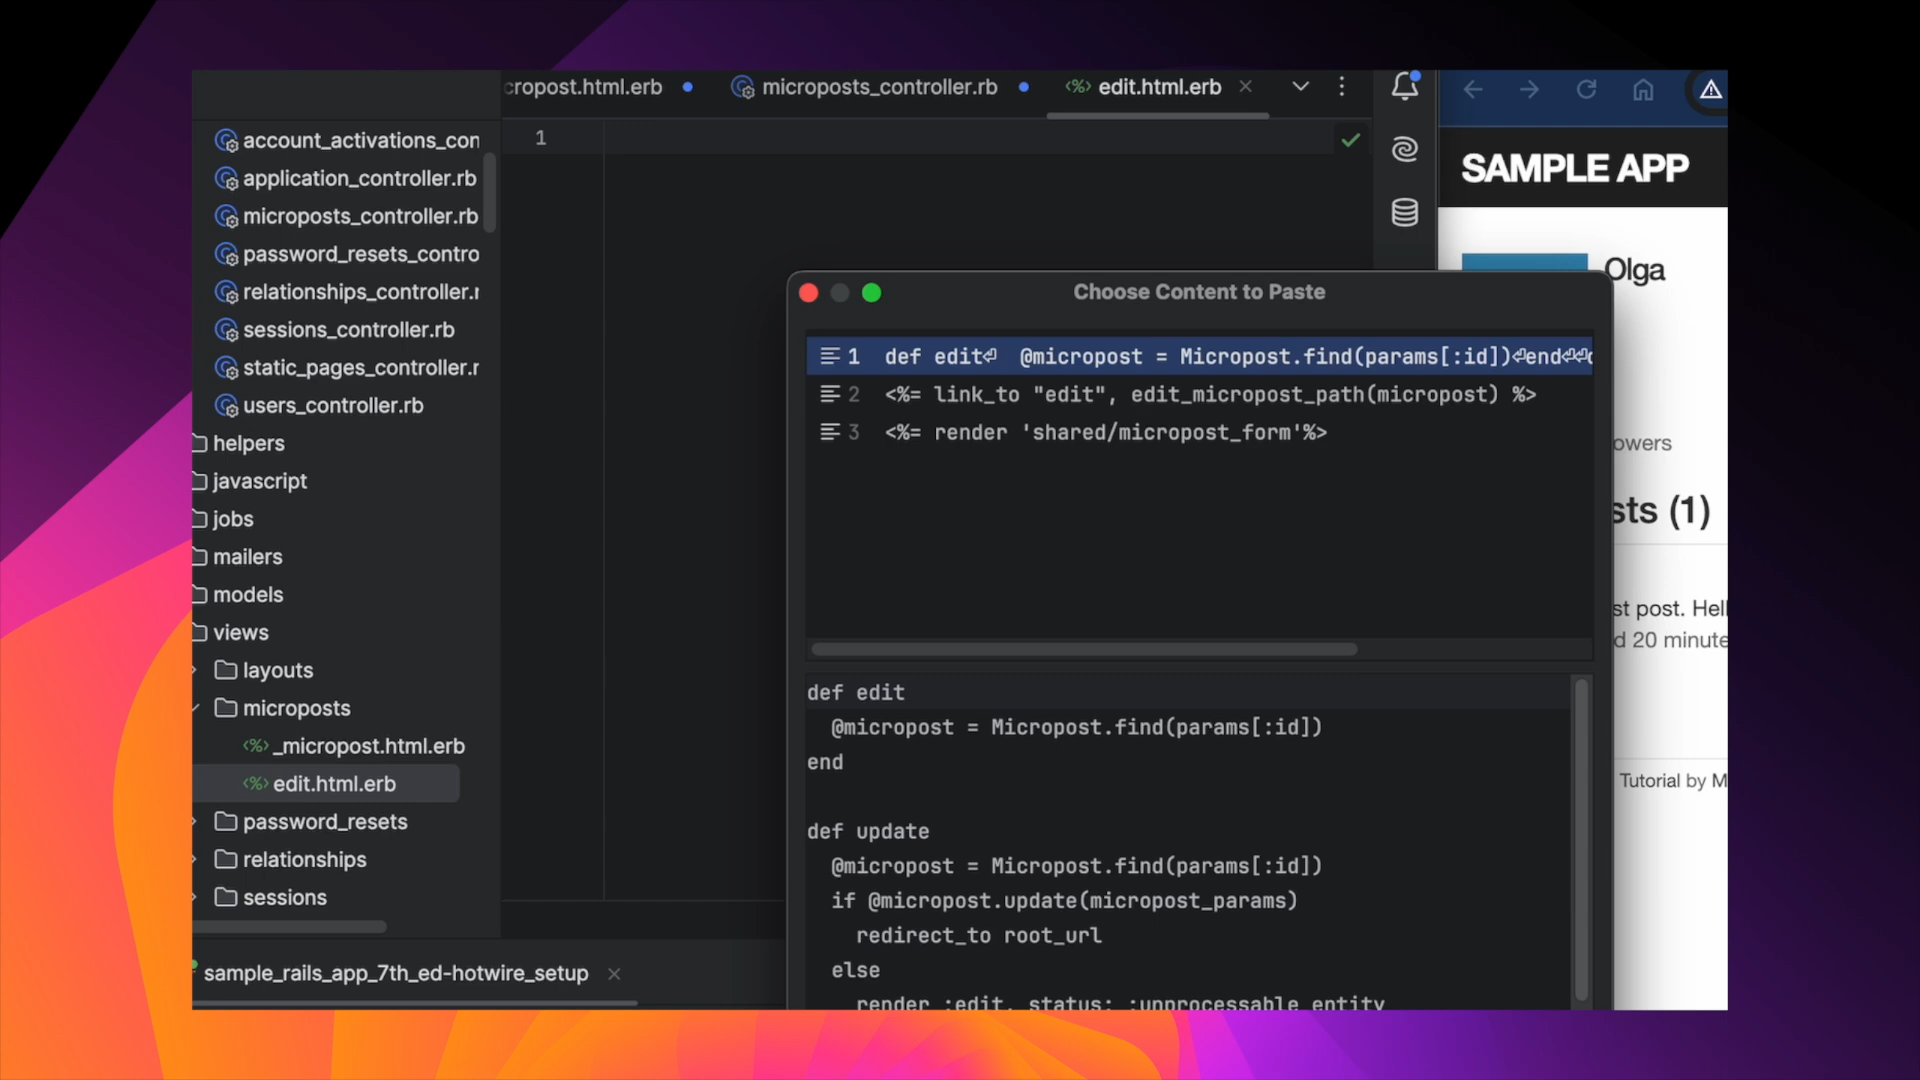 cropost.html.erb
microposts_controller.rb
edit.html.erb
1
account_activations_con
application_controller.rb
microposts_controller.rb
password_resets_contro
relationships_controller.r
sessions_controller.rb
static_pages_controller.r
users_controller.rb
helpers
javascript
jobs
mailers
models
views
layouts
microposts
_micropost.html.erb
edit.html.erb
password_resets
relationships
sessions
sample_rails_app_7th_ed-hotwire_setup
Choose Content to Paste
1 def edit⏎  @micropost = Micropost.find(params[:id])⏎end⏎⏎d
2 <%= link_to "edit", edit_micropost_path(micropost) %>
3 <%= render 'shared/micropost_form'%>
def edit
  @micropost = Micropost.find(params[:id])
end
def update
  @micropost = Micropost.find(params[:id])
  if @micropost.update(micropost_params)
    redirect_to root_url
  else
    render :edit, status: :unprocessable_entity
SAMPLE APP
Olga
owers
sts (1)
st post. Hell
d 20 minute
Tutorial by M